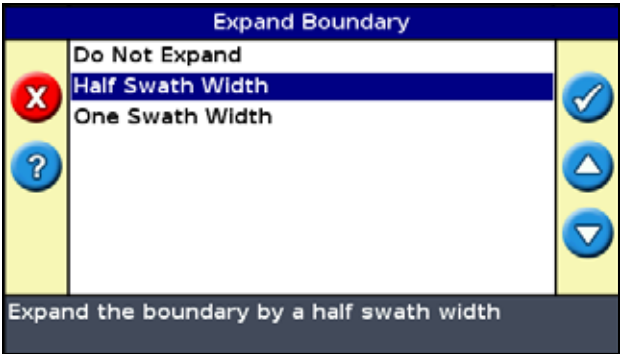 Expand Boundary
Do Not Expand
Half Swath Width
One Swath Width
X
?
Expand the boundary by a half swath width